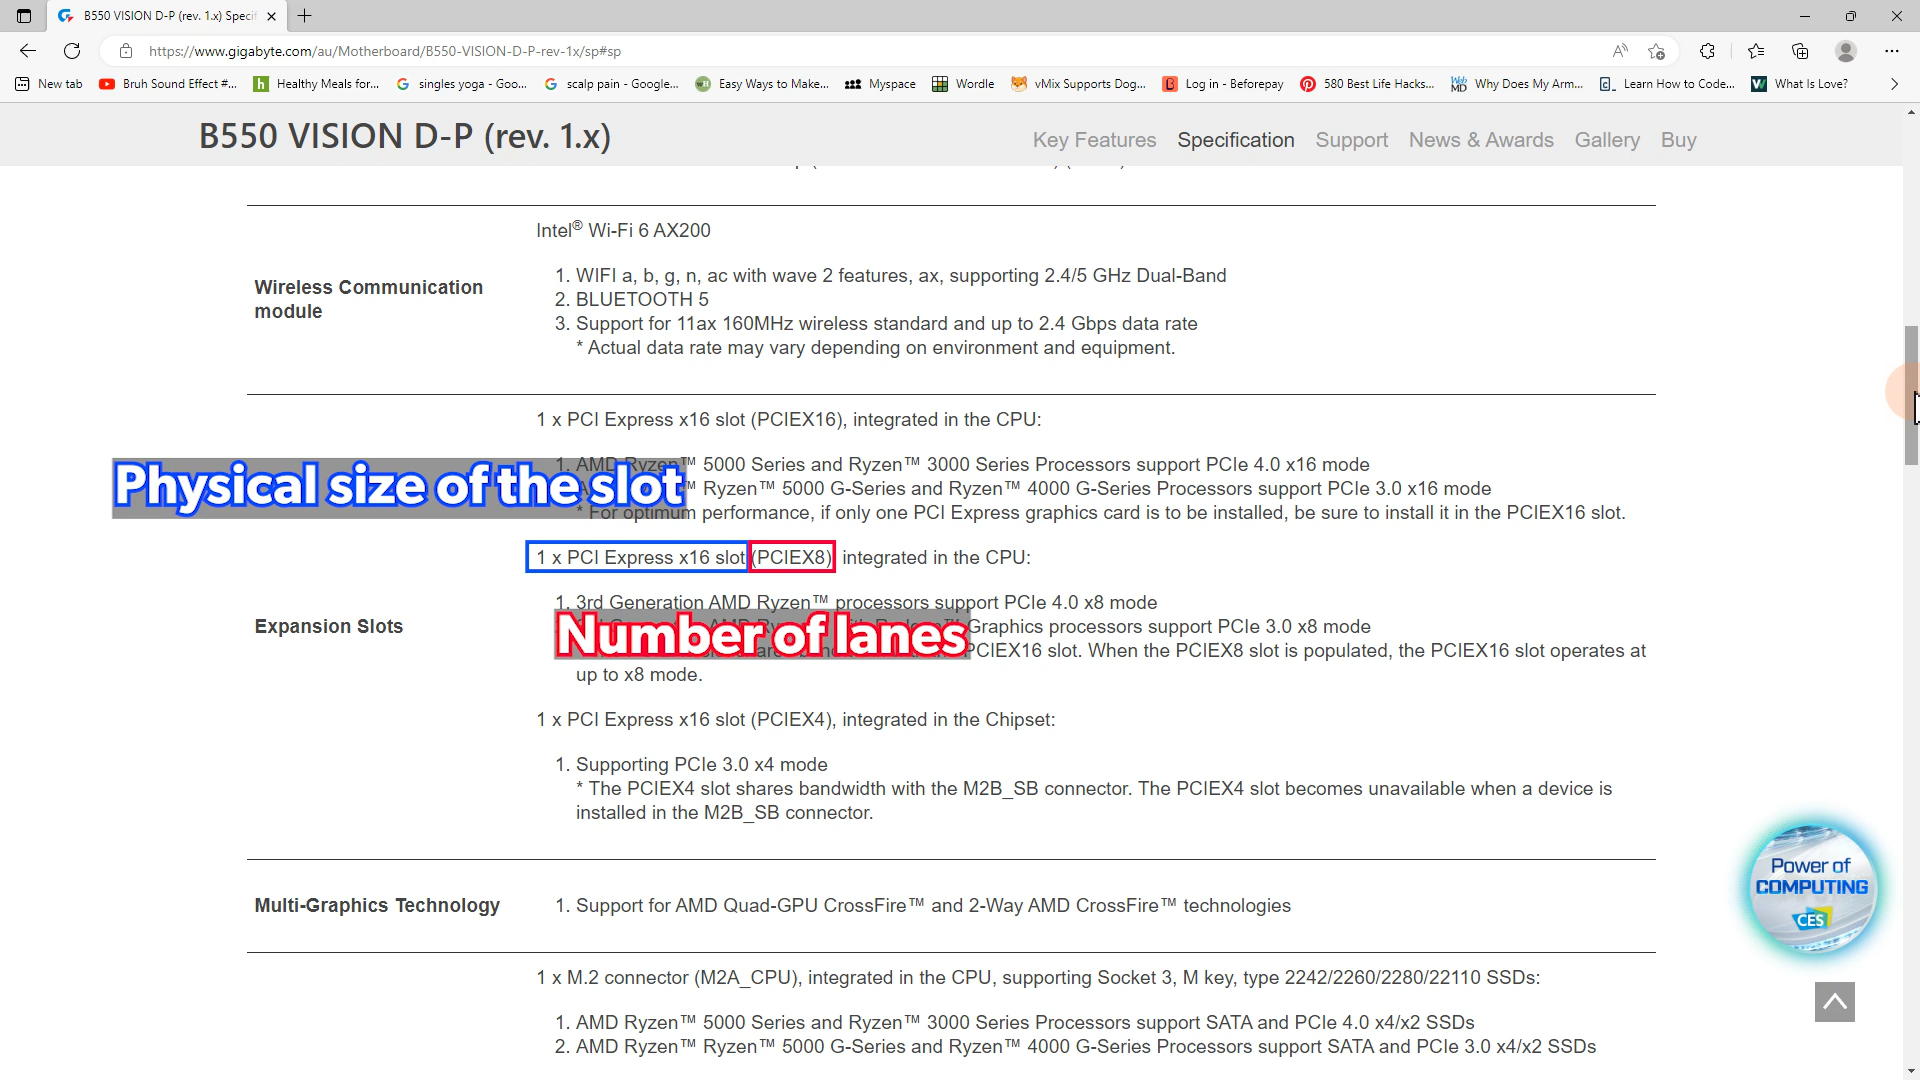 B550 VISION D-P (rev. 1.x) Specif
https://www.gigabyte.com/au/Motherboard/B550-VISION-D-P-rev-1x/sp#sp
New tab
Bruh Sound Effect #...
Healthy Meals for...
singles yoga - Goo...
scalp pain - Google...
Easy Ways to Make...
Myspace
Wordle
vMix Supports Dog...
Log in - Beforepay
580 Best Life Hacks...
Why Does My Arm...
Learn How to Code...
What Is Love?
B550 VISION D-P (rev. 1.x)
Key Features Specification Support News & Awards Gallery Buy
Intel® Wi-Fi 6 AX200
Wireless Communication
module
1. WIFI a, b, g, n, ac with wave 2 features, ax, supporting 2.4/5 GHz Dual-Band
2. BLUETOOTH 5
3. Support for 11ax 160MHz wireless standard and up to 2.4 Gbps data rate
* Actual data rate may vary depending on environment and equipment.
1 x PCI Express x16 slot (PCIEX16), integrated in the CPU:
1. AMD Ryzen™ 5000 Series and Ryzen™ 3000 Series Processors support PCIe 4.0 x16 mode
Physical size of the slot
Ryzen™ 5000 G-Series and Ryzen™ 4000 G-Series Processors support PCIe 3.0 x16 mode
* For optimum performance, if only one PCI Express graphics card is to be installed, be sure to install it in the PCIEX16 slot.
1 x PCI Express x16 slot (PCIEX8), integrated in the CPU:
Expansion Slots
1. 3rd Generation AMD Ryzen™ processors support PCIe 4.0 x8 mode
Number of lanes
Graphics processors support PCIe 3.0 x8 mode
PCIEX16 slot. When the PCIEX8 slot is populated, the PCIEX16 slot operates at
up to x8 mode.
1 x PCI Express x16 slot (PCIEX4), integrated in the Chipset:
1. Supporting PCIe 3.0 x4 mode
* The PCIEX4 slot shares bandwidth with the M2B_SB connector. The PCIEX4 slot becomes unavailable when a device is
installed in the M2B_SB connector.
Multi-Graphics Technology
1. Support for AMD Quad-GPU CrossFire™ and 2-Way AMD CrossFire™ technologies
Power of
COMPUTING
CES
1 x M.2 connector (M2A_CPU), integrated in the CPU, supporting Socket 3, M key, type 2242/2260/2280/22110 SSDs:
1. AMD Ryzen™ 5000 Series and Ryzen™ 3000 Series Processors support SATA and PCIe 4.0 x4/x2 SSDs
2. AMD Ryzen™ Ryzen™ 5000 G-Series and Ryzen™ 4000 G-Series Processors support SATA and PCIe 3.0 x4/x2 SSDs